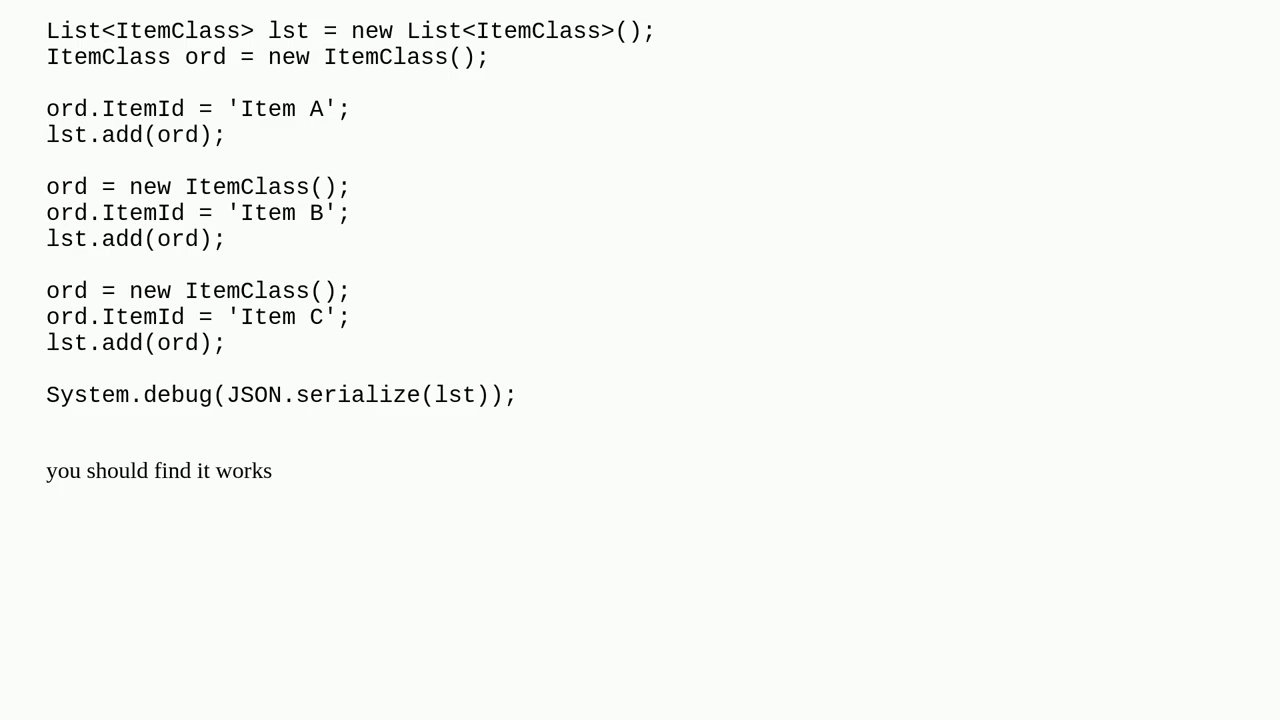 List<ItemClass> lst = new List<ItemClass>();
ItemClass ord = new ItemClass();
ord.ItemId = 'Item A';
lst.add(ord);
ord = new ItemClass();
ord.ItemId = 'Item B';
lst.add(ord);
ord = new ItemClass();
ord.ItemId = 'Item C';
lst.add(ord);
System.debug(JSON.serialize(lst));
you should find it works